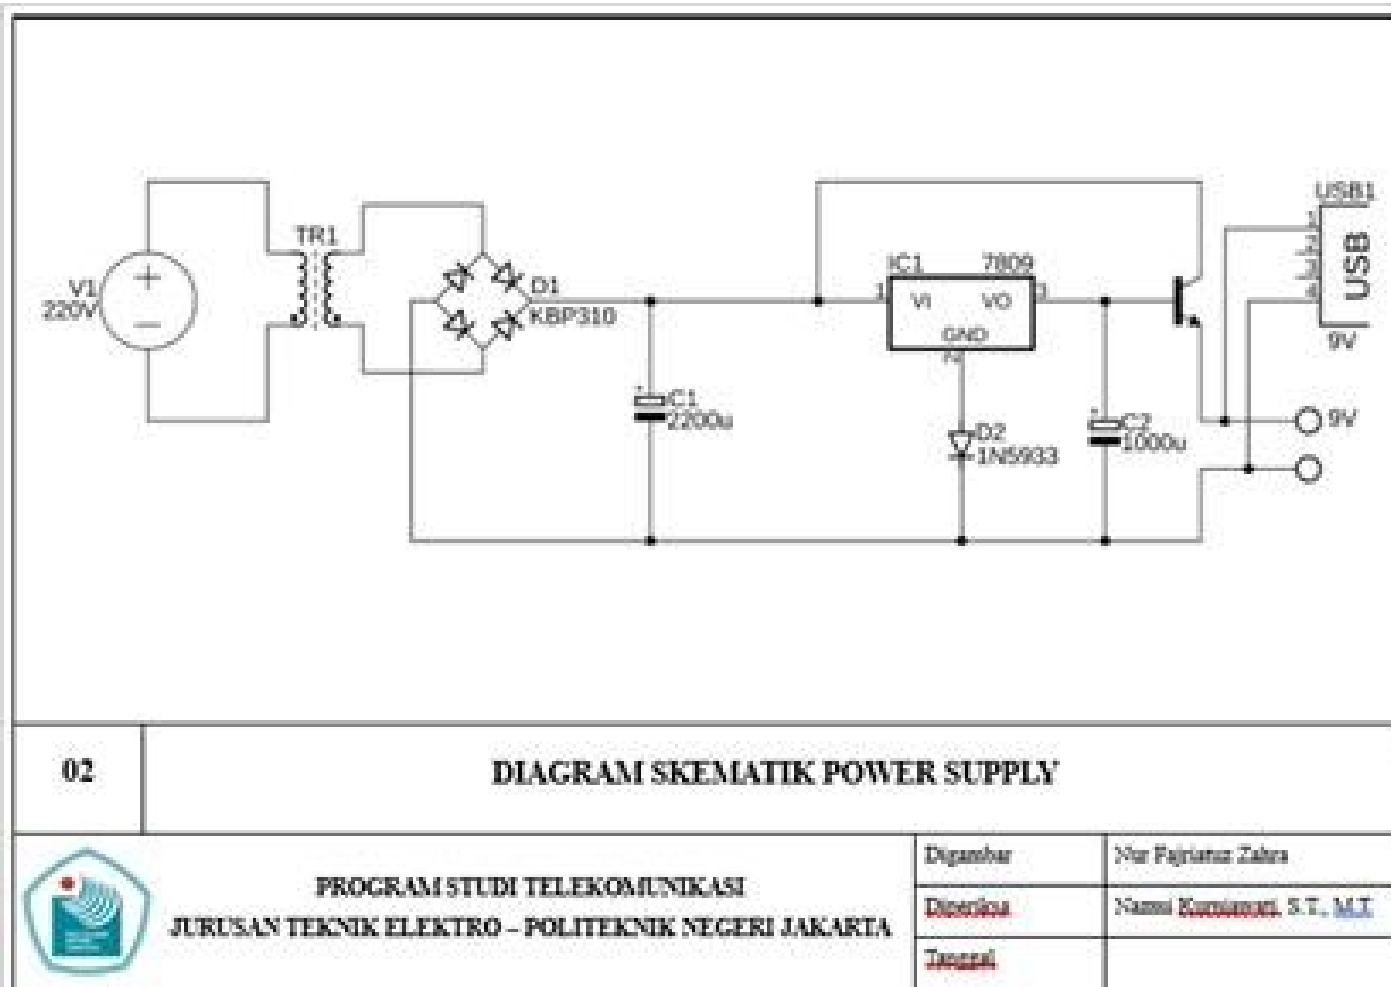 TR1
V1
220V
D1
KBP310
C1
2200u
IC1
7809
1
VI
VO
3
GND
2
D2
1N5933
C2
1000u
USB1
1
2
3
4
USB
9V
9V
02
DIAGRAM SKEMATIK POWER SUPPLY
PROGRAM STUDI TELEKOMUNIKASI
JURUSAN TEKNIK ELEKTRO – POLITEKNIK NEGERI JAKARTA
Digambar
Nur Fajriatuz Zahra
Diperiksa
Kurniawati, S.T., M.T.
Tanggal